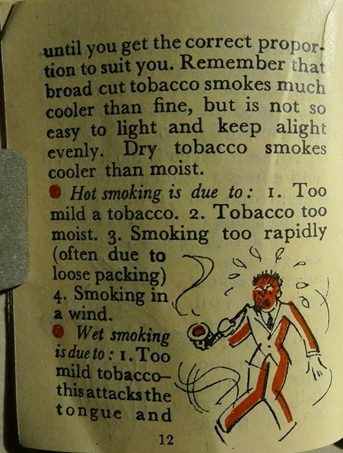 until you get the correct propor-
tion to suit you. Remember that
broad cut tobacco smokes much
cooler than fine, but is not so
easy to light and keep alight
evenly. Dry tobacco smokes
cooler than moist.
Hot smoking is due to: 1. Too
mild a tobacco. 2. Tobacco too
moist. 3. Smoking too rapidly
(often due to
loose packing)
4. Smoking in
a wind.
Wet smoking
is due to: 1. Too
mild tobacco—
this attacks the
tongue and
12